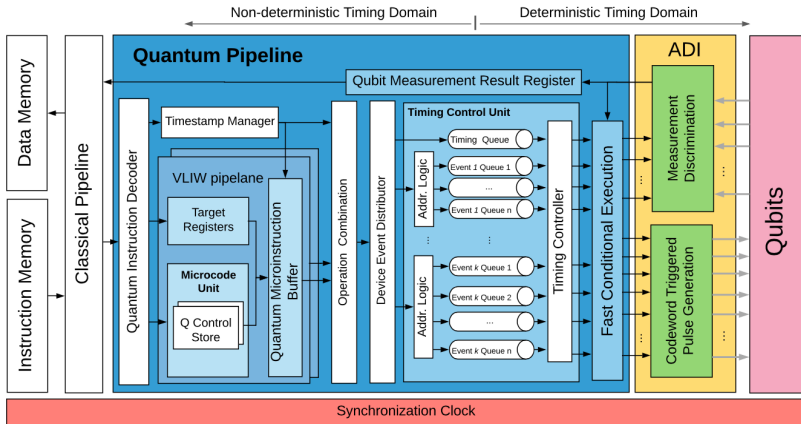 Non-deterministic Timing Domain
Deterministic Timing Domain
Data Memory
Instruction Memory
Classical Pipeline
Quantum Pipeline
Qubit Measurement Result Register
Quantum Instruction Decoder
Timestamp Manager
VLIW pipelane
Target
Registers
Microcode
Unit
Q Control
Store
Quantum Microinstruction
Buffer
Operation Combination
Device Event Distributor
Timing Control Unit
Timing Queue
Addr. Logic
Event 1 Queue 1
...
Event 1 Queue n
...
...
Addr. Logic
Event k Queue 1
Event k Queue 2
...
Event k Queue n
Timing Controller
Fast Conditional Execution
...
...
...
ADI
Measurement
Discrimination
Codeword Triggered
Pulse Generation
...
...
Qubits
Synchronization Clock